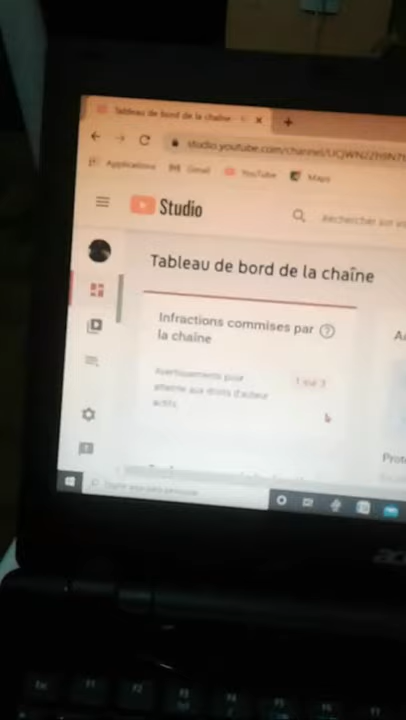 Tableau de bord de la chaîne
studio.youtube.com/channel/
Applications
Gmail
YouTube
Maps
Studio
Rechercher sur
Tableau de bord de la chaîne
Infractions commises par
la chaîne
Avertissements pour
atteinte aux droits d'auteur
actifs
1 sur 3
acer